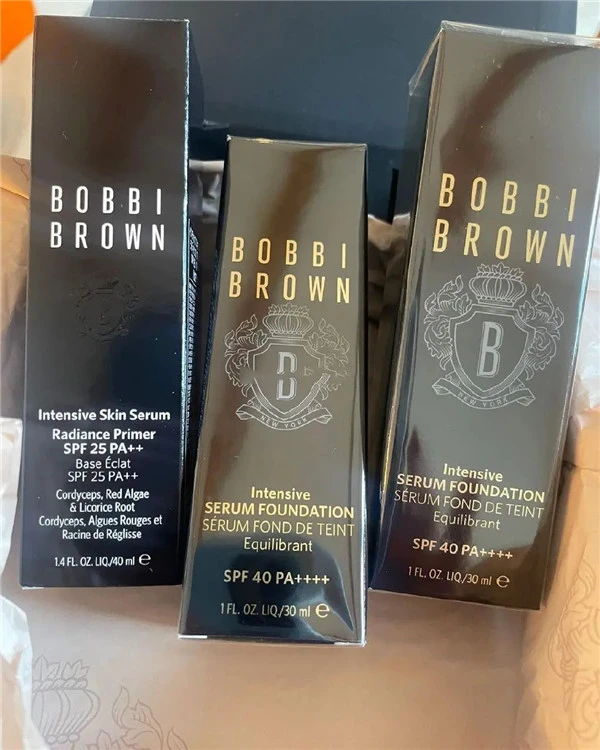 BOBBI
BROWN
Intensive Skin Serum
Radiance Primer
SPF 25 PA++
Base Éclat
SPF 25 PA++
Cordyceps, Red Algae
& Licorice Root
Cordyceps, Algues Rouges et
Racine de Réglisse
1.4 FL. OZ. LIQ./40 ml e
BOBBI
BROWN
B
NEW YORK
Intensive
SERUM FOUNDATION
SÉRUM FOND DE TEINT
Equilibrant
SPF 40 PA++++
1 FL. OZ. LIQ./30 ml e
BOBBI
BROWN
B
NEW YORK
Intensive
SERUM FOUNDATION
SÉRUM FOND DE TEINT
Equilibrant
SPF 40 PA++++
1 FL. OZ. LIQ./30 ml e